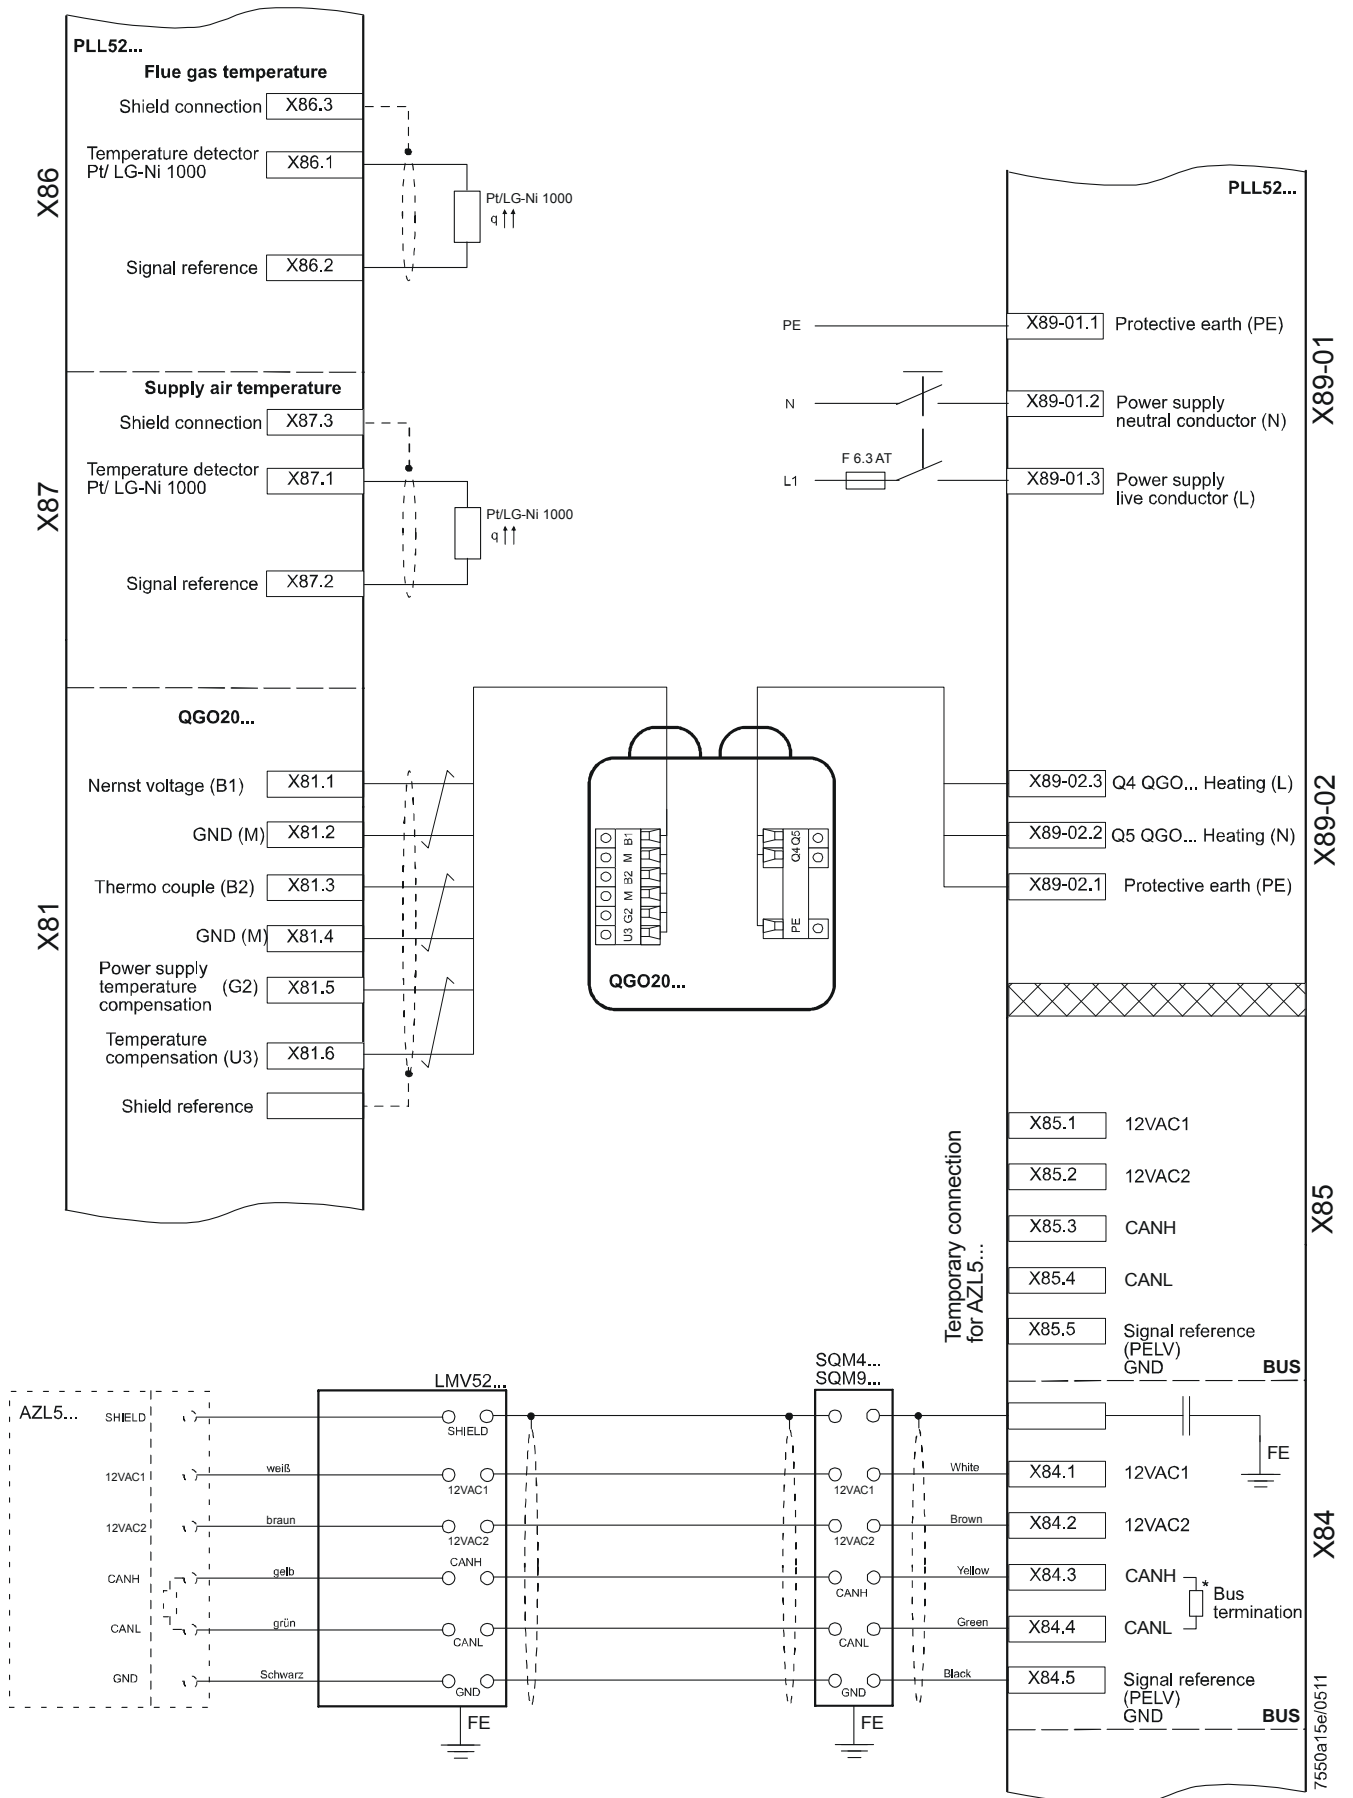 PLL52...
Flue gas temperature
Shield connection
X86.3
Temperature detector
Pt/ LG-Ni 1000
X86.1
Pt/LG-Ni 1000
q
Signal reference
X86.2
X86
Supply air temperature
Shield connection
X87.3
Temperature detector
Pt/ LG-Ni 1000
X87.1
Pt/LG-Ni 1000
q
Signal reference
X87.2
X87
QGO20...
Nernst voltage (B1)
X81.1
GND (M)
X81.2
Thermo couple (B2)
X81.3
GND (M)
X81.4
Power supply
temperature
compensation
(G2)
X81.5
Temperature
compensation (U3)
X81.6
Shield reference
X81
B1
M
B2
M
G2
U3
Q5
Q4
PE
QGO20...
PLL52...
PE
X89-01.1
Protective earth (PE)
N
X89-01.2
Power supply
neutral conductor (N)
F 6.3 AT
L1
X89-01.3
Power supply
live conductor (L)
X89-01
X89-02.3
Q4 QGO... Heating (L)
X89-02.2
Q5 QGO... Heating (N)
X89-02.1
Protective earth (PE)
X89-02
Temporary connection
for AZL5...
X85.1
12VAC1
X85.2
12VAC2
X85.3
CANH
X85.4
CANL
X85.5
Signal reference
(PELV)
GND
BUS
X85
FE
X84.1
12VAC1
X84.2
12VAC2
X84.3
CANH
X84.4
CANL
* Bus
termination
X84.5
Signal reference
(PELV)
GND
BUS
X84
AZL5...
SHIELD
12VAC1
12VAC2
CANH
CANL
GND
weiß
braun
gelb
grün
Schwarz
LMV52...
SHIELD
12VAC1
12VAC2
CANH
CANL
GND
FE
SQM4...
SQM9...
12VAC1
12VAC2
CANH
CANL
GND
FE
White
Brown
Yellow
Green
Black
7550a15e/0511